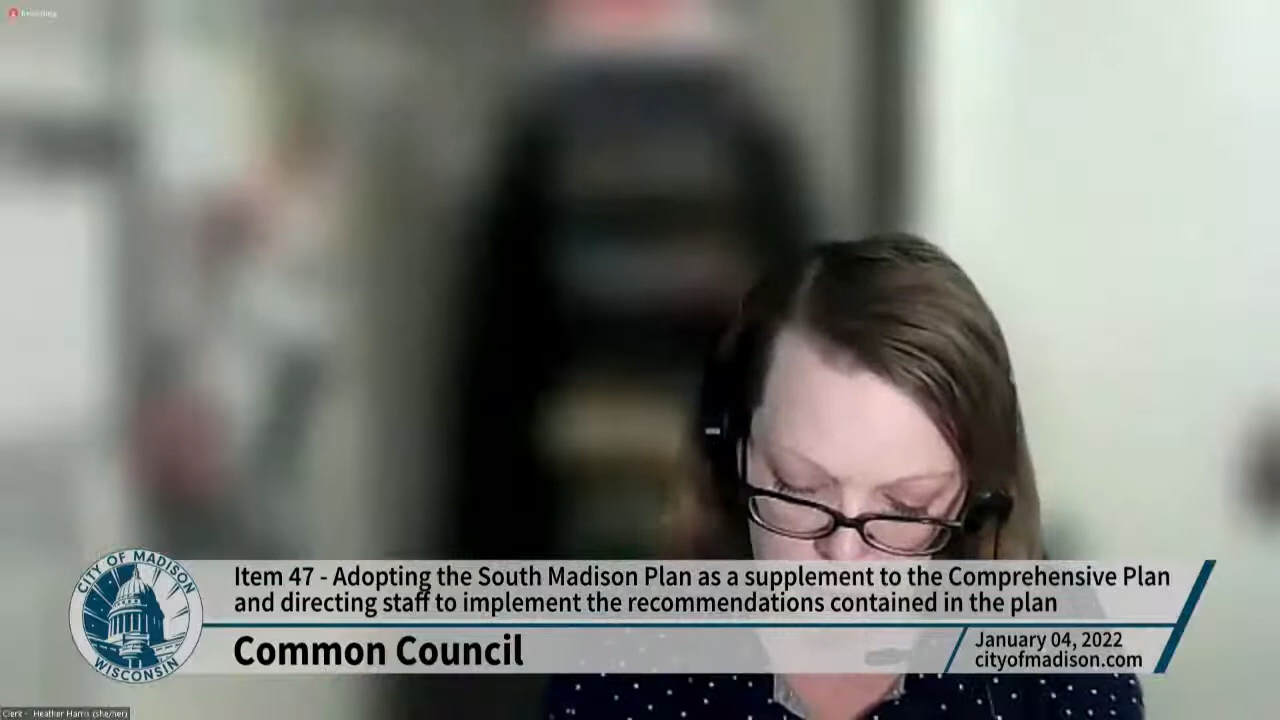 Recording
Item 47 - Adopting the South Madison Plan as a supplement to the Comprehensive Plan
and directing staff to implement the recommendations contained in the plan
CITY OF MADISON
WISCONSIN
Common Council
January 04, 2022
cityofmadison.com
Clerk - Heather Harris (she/her)